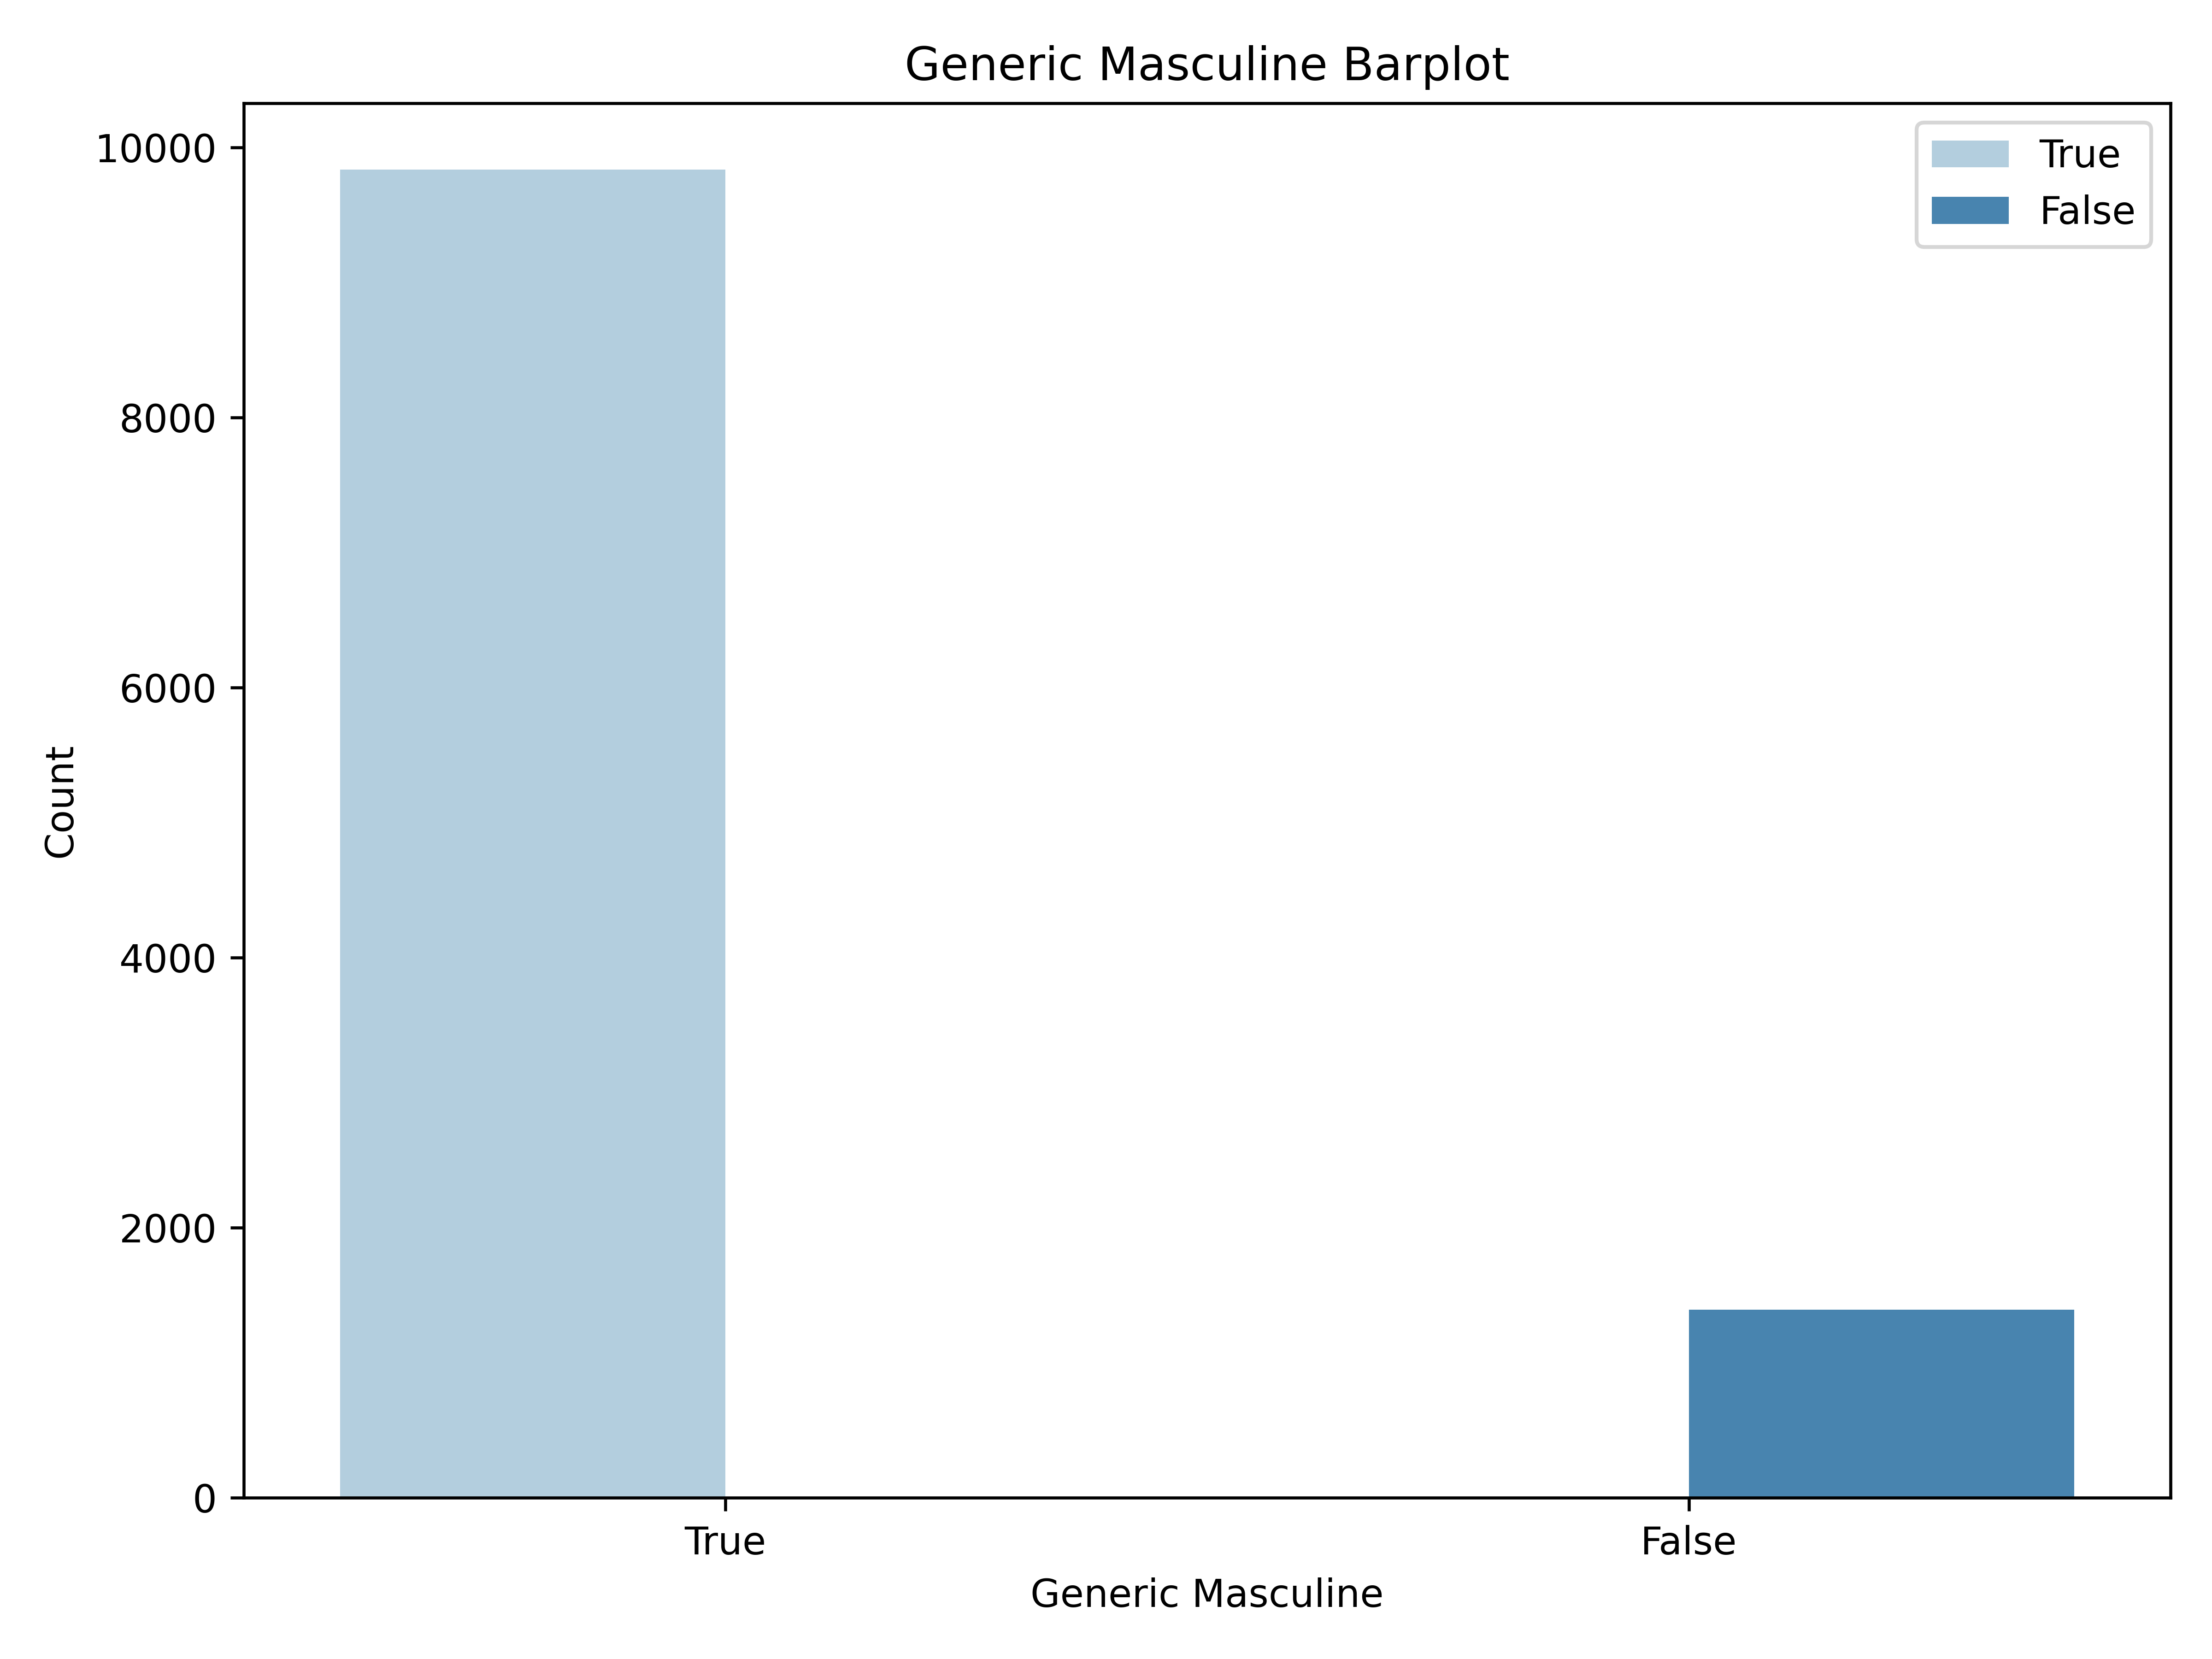 Generic Masculine Barplot
True
False
10000
8000
6000
4000
2000
0
Count
True
False
Generic Masculine